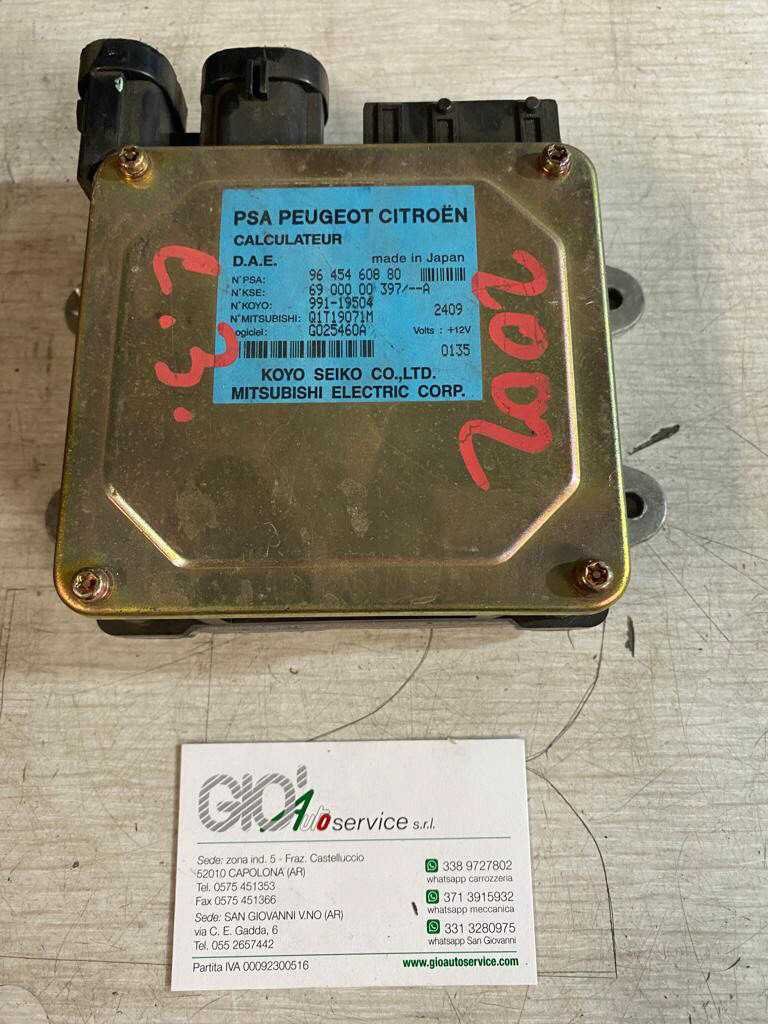 PSA PEUGEOT CITROËN
CALCULATEUR
D.A.E. made in Japan
N°PSA: 96 454 608 80
N°KSE: 69 000 00 397/--A
N°KOYO: 991-19504 2409
N°MITSUBISHI: Q1T19071M
ogiciel: G025460A Volts : +12V
0135
KOYO SEIKO CO.,LTD.
MITSUBISHI ELECTRIC CORP.
C.3.
2002
GIO' Auto service s.r.l.
Sede: zona ind. 5 - Fraz. Castelluccio
52010 CAPOLONA (AR)
Tel. 0575 451353
Fax 0575 451366
Sede: SAN GIOVANNI V.NO (AR)
via C. E. Gadda, 6
Tel. 055 2657442
Partita IVA 00092300516
338 9727802
whatsapp carrozzeria
371 3915932
whatsapp meccanica
331 3280975
whatsapp San Giovanni
www.gioautoservice.com